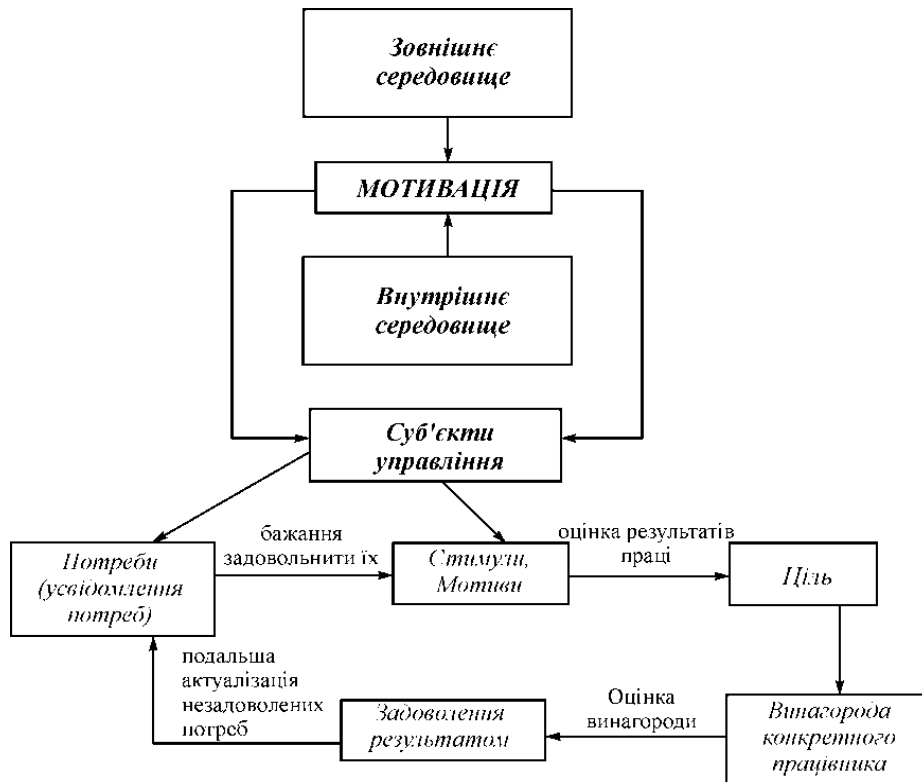 Зовнішнє
середовище
МОТИВАЦІЯ
Внутрішнє
середовище
Суб'єкти
управління
Потреби
(усвідомлення
потреб)
бажання
задовольнити їх
Стимули,
Мотиви
оцінка результатів
праці
Ціль
подальша
актуалізація
незадоволених
потреб
Задоволення
результатом
Оцінка
винагороди
Винагорода
конкретного
працівника